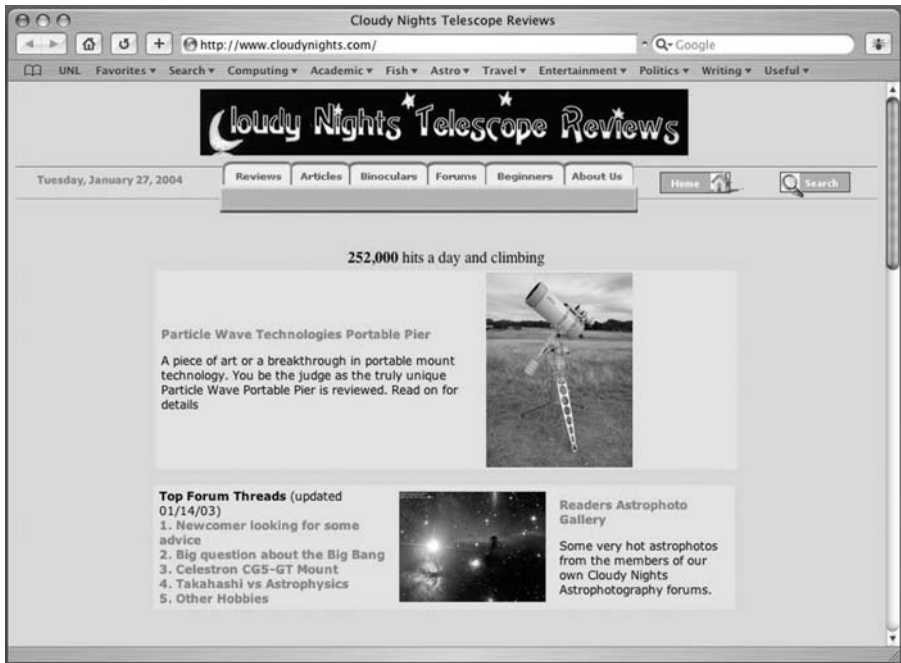 Cloudy Nights Telescope Reviews
http://www.cloudynights.com/
Google
UNL Favorites Search Computing Academic Fish Astro Travel Entertainment Politics Writing Useful
Cloudy Nights Telescope Reviews
Tuesday, January 27, 2004
Reviews Articles Binoculars Forums Beginners About Us
Home
Search
252,000 hits a day and climbing
Particle Wave Technologies Portable Pier
A piece of art or a breakthrough in portable mount
technology. You be the judge as the truly unique
Particle Wave Portable Pier is reviewed. Read on for
details
Top Forum Threads (updated
01/14/03)
1. Newcomer looking for some
advice
2. Big question about the Big Bang
3. Celestron CG5-GT Mount
4. Takahashi vs Astrophysics
5. Other Hobbies
Readers Astrophoto
Gallery
Some very hot astrophotos
from the members of our
own Cloudy Nights
Astrophotography forums.